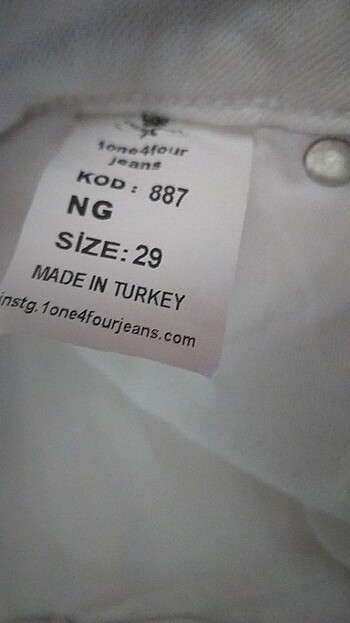 1one4four
jeans
KOD: 887
NG
SİZE: 29
MADE IN TURKEY
instg.1one4fourjeans.com